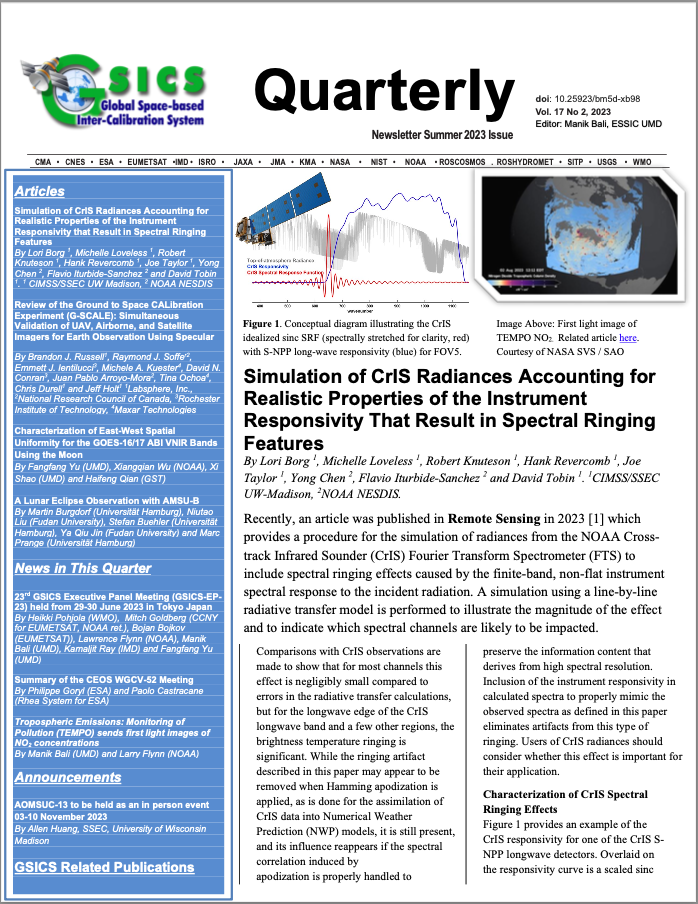 GSICS
Global Space-based
Inter-Calibration System
Quarterly
Newsletter Summer 2023 Issue
doi: 10.25923/bm5d-xb98
Vol. 17 No 2, 2023
Editor: Manik Bali, ESSIC UMD
CMA • CNES • ESA • EUMETSAT •IMD• ISRO • JAXA • JMA • KMA • NASA • NIST • NOAA •ROSCOSMOS . ROSHYDROMET • SITP • USGS • WMO
Articles
Simulation of CrIS Radiances Accounting for
Realistic Properties of the Instrument
Responsivity that Result in Spectral Ringing
Features
By Lori Borg 1, Michelle Loveless 1, Robert
Knuteson 1, Hank Revercomb 1, Joe Taylor 1, Yong
Chen 2, Flavio Iturbide-Sanchez 2 and David Tobin
1. 1 CIMSS/SSEC UW Madison, 2 NOAA NESDIS
Review of the Ground to Space CALibration
Experiment (G-SCALE): Simultaneous
Validation of UAV, Airborne, and Satellite
Imagers for Earth Observation Using Specular
By Brandon J. Russell1, Raymond J. Soffe'2,
Emmett J. Ientilucci3, Michele A. Kuester4, David N.
Conran3, Juan Pablo Arroyo-Mora2, Tina Ochoa4,
Chris Durell1 and Jeff Holt1 1Labsphere, Inc.,
2National Research Council of Canada, 3Rochester
Institute of Technology, 4Maxar Technologies
Characterization of East-West Spatial
Uniformity for the GOES-16/17 ABI VNIR Bands
Using the Moon
By Fangfang Yu (UMD), Xiangqian Wu (NOAA), Xi
Shao (UMD) and Haifeng Qian (GST)
A Lunar Eclipse Observation with AMSU-B
By Martin Burgdorf (Universität Hamburg), Niutao
Liu (Fudan University), Stefan Buehler (Universität
Hamburg), Ya Qiu Jin (Fudan University) and Marc
Prange (Universität Hamburg)
News in This Quarter
23rd GSICS Executive Panel Meeting (GSICS-EP-
23) held from 29-30 June 2023 in Tokyo Japan
By Heikki Pohjola (WMO), Mitch Goldberg (CCNY
for EUMETSAT, NOAA ret.), Bojan Bojkov
(EUMETSAT)), Lawrence Flynn (NOAA), Manik
Bali (UMD), Kamaljit Ray (IMD) and Fangfang Yu
(UMD)
Summary of the CEOS WGCV-52 Meeting
By Philippe Goryl (ESA) and Paolo Castracane
(Rhea System for ESA)
Tropospheric Emissions: Monitoring of
Pollution (TEMPO) sends first light images of
NO2 concentrations
By Manik Bali (UMD) and Larry Flynn (NOAA)
Announcements
AOMSUC-13 to be held as an in person event
03-10 November 2023
By Allen Huang, SSEC, University of Wisconsin
Madison
GSICS Related Publications
Top-of-atmosphere Radiance
CrIS Responsivity
CrIS Spectral Response Function
wavenumber
Figure 1. Conceptual diagram illustrating the CrIS
idealized sinc SRF (spectrally stretched for clarity, red)
with S-NPP long-wave responsivity (blue) for FOV5.
Image Above: First light image of
TEMPO NO2. Related article here.
Courtesy of NASA SVS / SAO
Simulation of CrIS Radiances Accounting for
Realistic Properties of the Instrument
Responsivity That Result in Spectral Ringing
Features
By Lori Borg 1, Michelle Loveless 1, Robert Knuteson 1, Hank Revercomb 1, Joe
Taylor 1, Yong Chen 2, Flavio Iturbide-Sanchez 2 and David Tobin 1. 1CIMSS/SSEC
UW-Madison, 2NOAA NESDIS.
Recently, an article was published in Remote Sensing in 2023 [1] which
provides a procedure for the simulation of radiances from the NOAA Cross-
track Infrared Sounder (CrIS) Fourier Transform Spectrometer (FTS) to
include spectral ringing effects caused by the finite-band, non-flat instrument
spectral response to the incident radiation. A simulation using a line-by-line
radiative transfer model is performed to illustrate the magnitude of the effect
and to indicate which spectral channels are likely to be impacted.
Comparisons with CrIS observations are
made to show that for most channels this
effect is negligibly small compared to
errors in the radiative transfer calculations,
but for the longwave edge of the CrIS
longwave band and a few other regions, the
brightness temperature ringing is
significant. While the ringing artifact
described in this paper may appear to be
removed when Hamming apodization is
applied, as is done for the assimilation of
CrIS data into Numerical Weather
Prediction (NWP) models, it is still present,
and its influence reappears if the spectral
correlation induced by
apodization is properly handled to
preserve the information content that
derives from high spectral resolution.
Inclusion of the instrument responsivity in
calculated spectra to properly mimic the
observed spectra as defined in this paper
eliminates artifacts from this type of
ringing. Users of CrIS radiances should
consider whether this effect is important for
their application.
Characterization of CrIS Spectral
Ringing Effects
Figure 1 provides an example of the
CrIS responsivity for one of the CrIS S-
NPP longwave detectors. Overlaid on
the responsivity curve is a scaled sinc